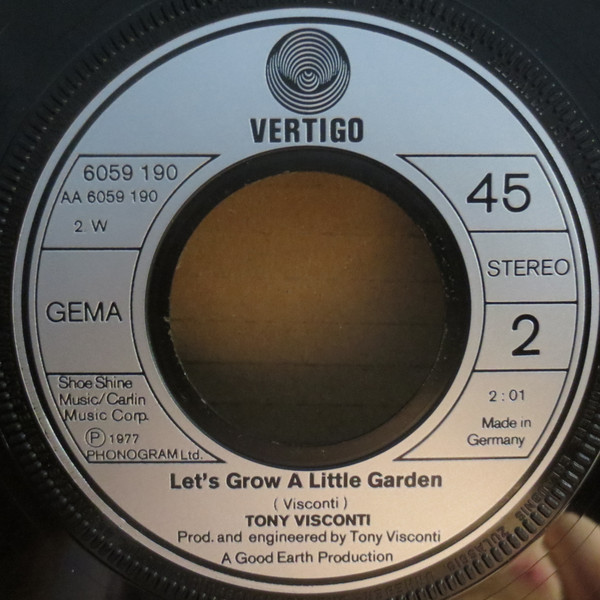 VERTIGO
6059 190
AA 6059 190
2. W
GEMA
Shoe Shine
Music/Carlin
Music Corp.
Ⓟ 1977
PHONOGRAM Ltd.
45
STEREO
2
2:01
Made in
Germany
Let's Grow A Little Garden
( Visconti )
TONY VISCONTI
Prod. and engineered by Tony Visconti
A Good Earth Production